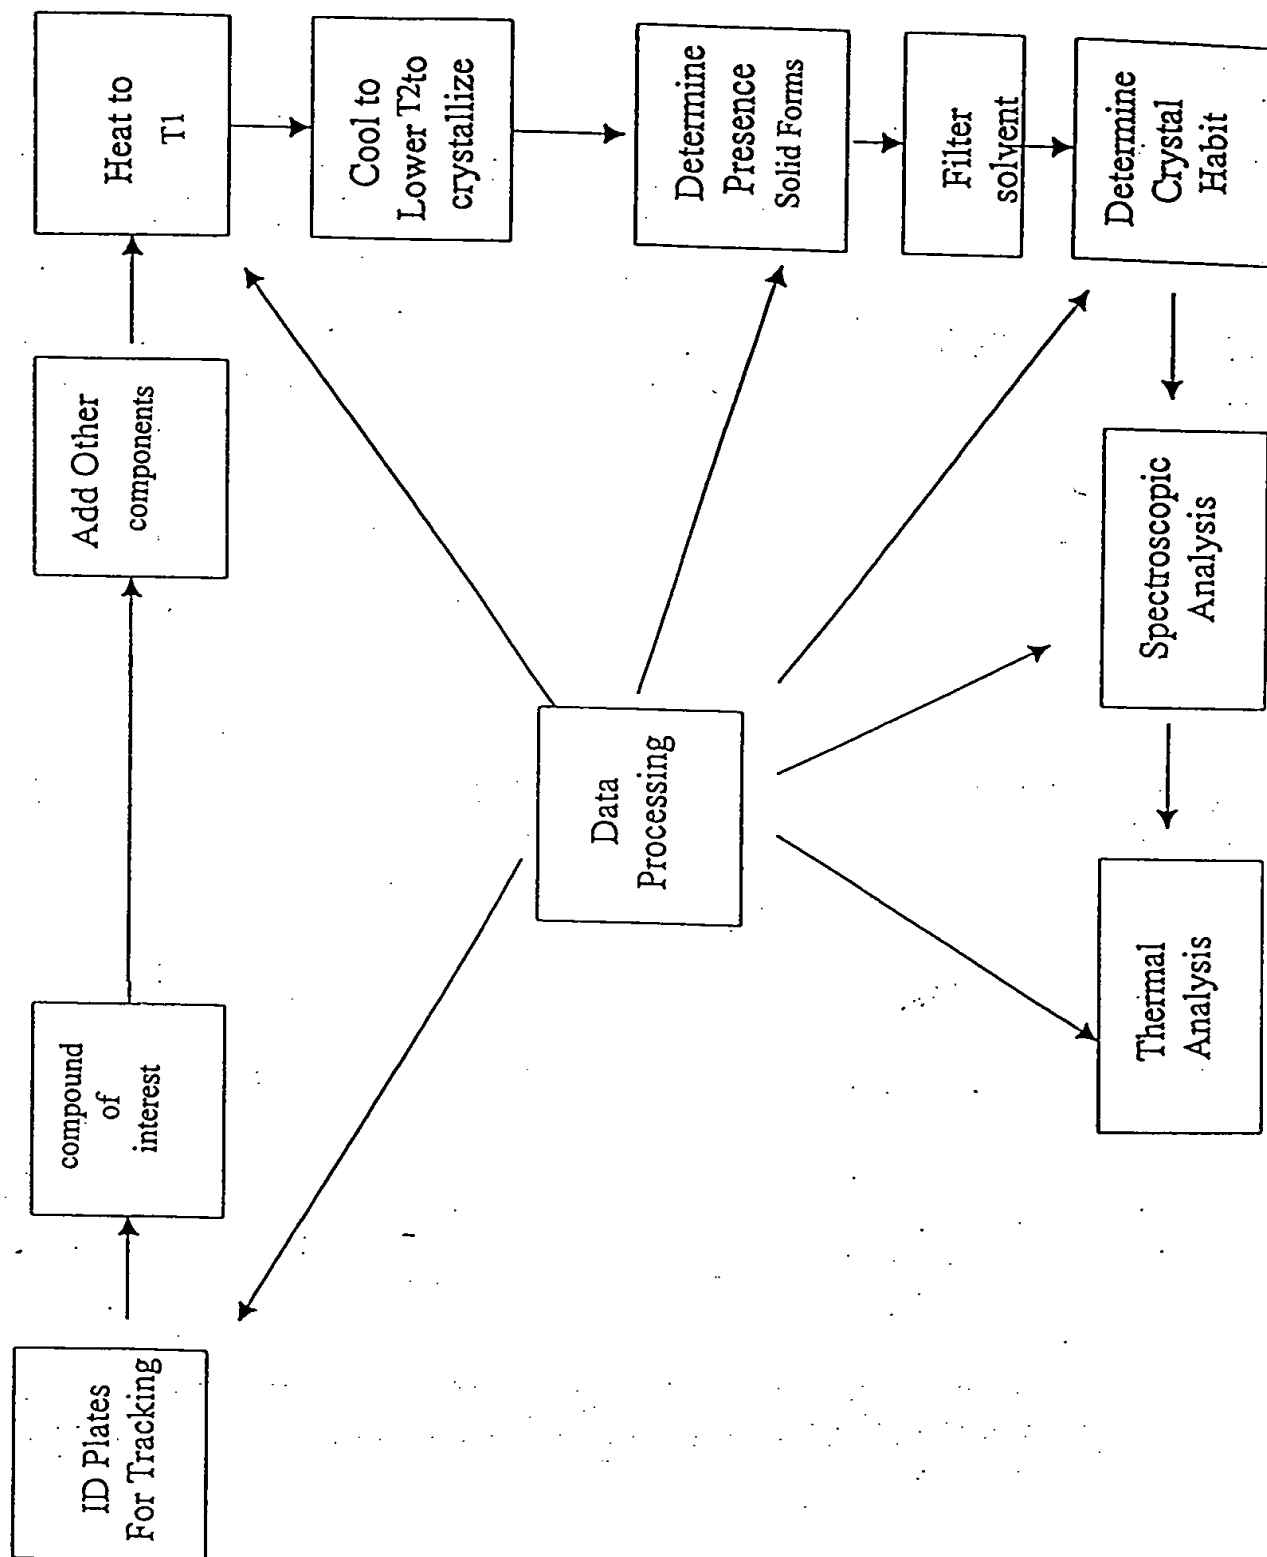 ID Plates
For Tracking
compound
of
interest
Add Other
components
Heat to
T1
Cool to
Lower T2to
crystallize
Determine
Presence
Solid Forms
Filter
solvent
Determine
Crystal
Habit
Spectroscopic
Analysis
Thermal
Analysis
Data
Processing